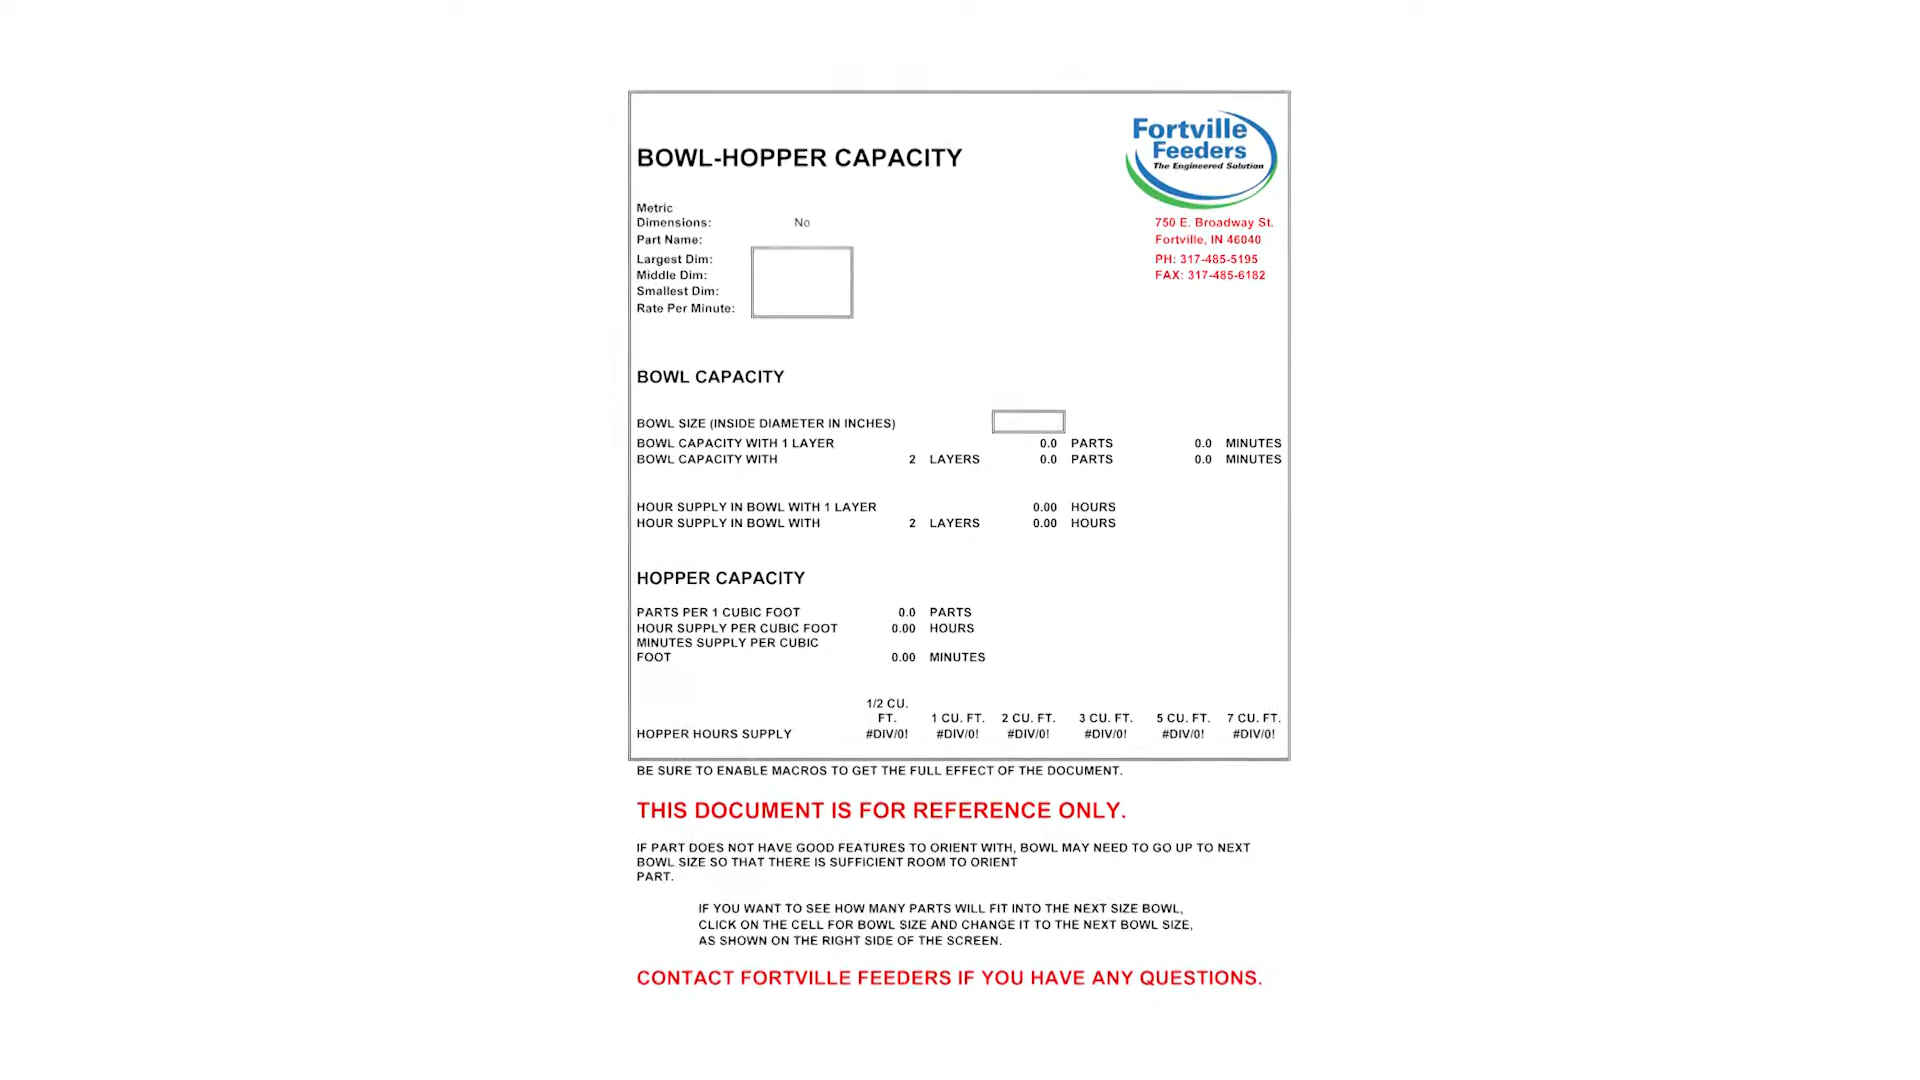 Fortville
Feeders
The Engineered Solution
BOWL-HOPPER CAPACITY
Metric
Dimensions: No
750 E. Broadway St.
Part Name:
Fortville, IN 46040
Largest Dim:
PH: 317-485-5195
Middle Dim:
FAX: 317-485-6182
Smallest Dim:
Rate Per Minute:
BOWL CAPACITY
BOWL SIZE (INSIDE DIAMETER IN INCHES)
BOWL CAPACITY WITH 1 LAYER 0.0 PARTS 0.0 MINUTES
BOWL CAPACITY WITH 2 LAYERS 0.0 PARTS 0.0 MINUTES
HOUR SUPPLY IN BOWL WITH 1 LAYER 0.00 HOURS
HOUR SUPPLY IN BOWL WITH 2 LAYERS 0.00 HOURS
HOPPER CAPACITY
PARTS PER 1 CUBIC FOOT 0.0 PARTS
HOUR SUPPLY PER CUBIC FOOT 0.00 HOURS
MINUTES SUPPLY PER CUBIC
FOOT 0.00 MINUTES
1/2 CU.
FT. 1 CU. FT. 2 CU. FT. 3 CU. FT. 5 CU. FT. 7 CU. FT.
HOPPER HOURS SUPPLY #DIV/0! #DIV/0! #DIV/0! #DIV/0! #DIV/0! #DIV/0!
BE SURE TO ENABLE MACROS TO GET THE FULL EFFECT OF THE DOCUMENT.
THIS DOCUMENT IS FOR REFERENCE ONLY.
IF PART DOES NOT HAVE GOOD FEATURES TO ORIENT WITH, BOWL MAY NEED TO GO UP TO NEXT
BOWL SIZE SO THAT THERE IS SUFFICIENT ROOM TO ORIENT
PART.
IF YOU WANT TO SEE HOW MANY PARTS WILL FIT INTO THE NEXT SIZE BOWL,
CLICK ON THE CELL FOR BOWL SIZE AND CHANGE IT TO THE NEXT BOWL SIZE,
AS SHOWN ON THE RIGHT SIDE OF THE SCREEN.
CONTACT FORTVILLE FEEDERS IF YOU HAVE ANY QUESTIONS.